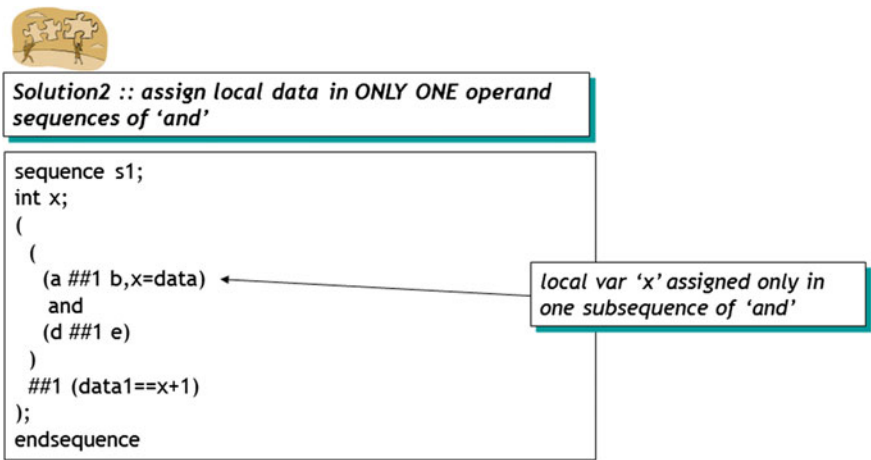 Solution2 :: assign local data in ONLY ONE operand
sequences of ‘and’
sequence s1;
int x;
(
(
(a ##1 b,x=data)
and
(d ##1 e)
)
##1 (data1==x+1)
);
endsequence
local var ‘x’ assigned only in
one subsequence of ‘and’